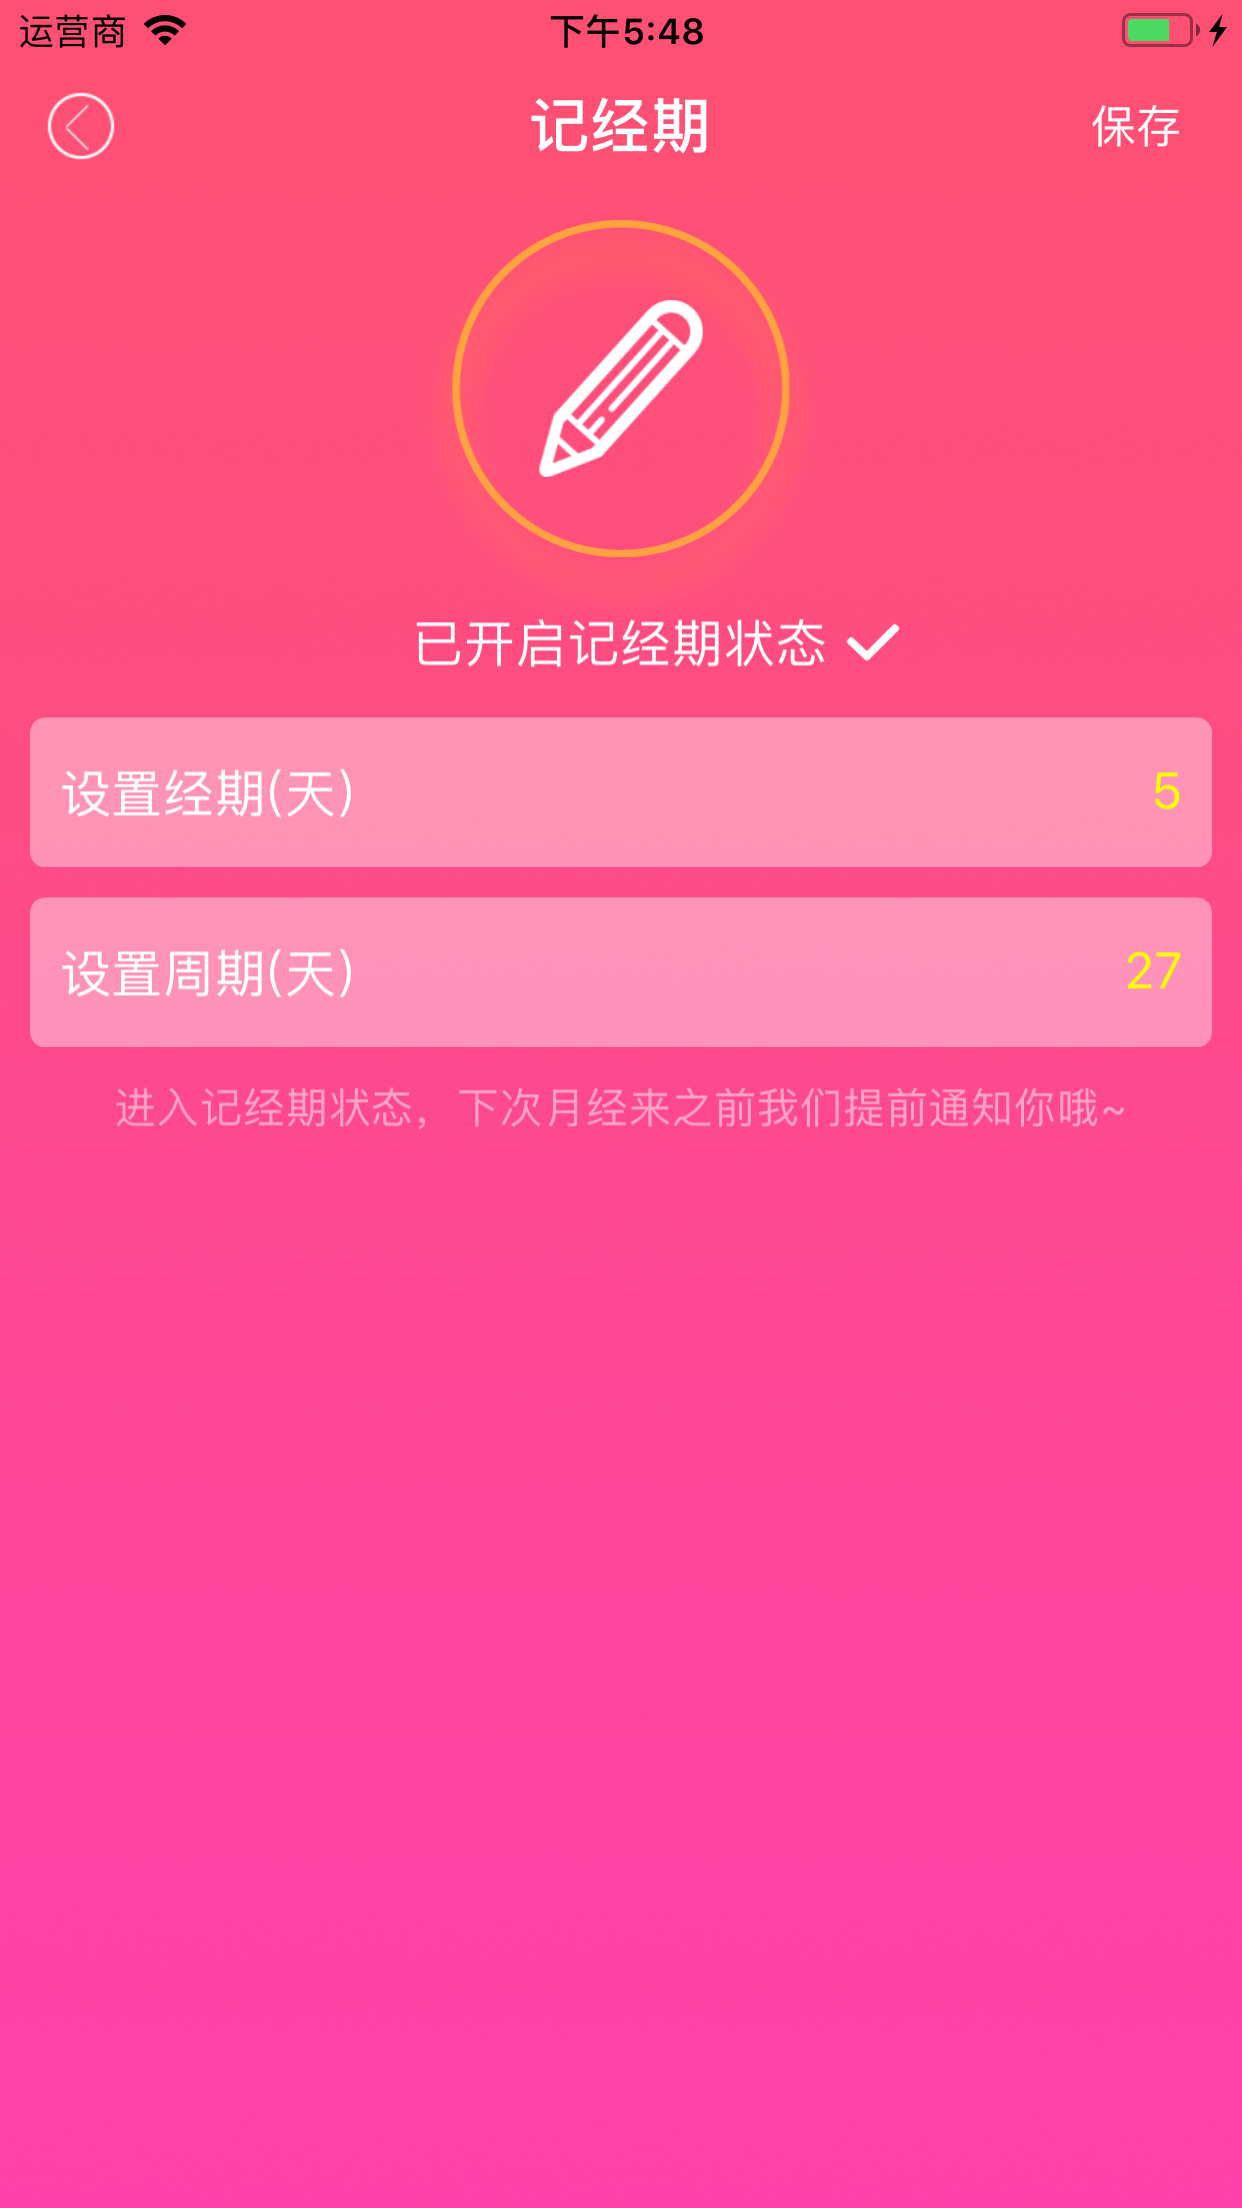 运营商 下午5:48
记经期 保存
已开启记经期状态
设置经期(天) 5
设置周期(天) 27
进入记经期状态，下次月经来之前我们提前通知你哦~